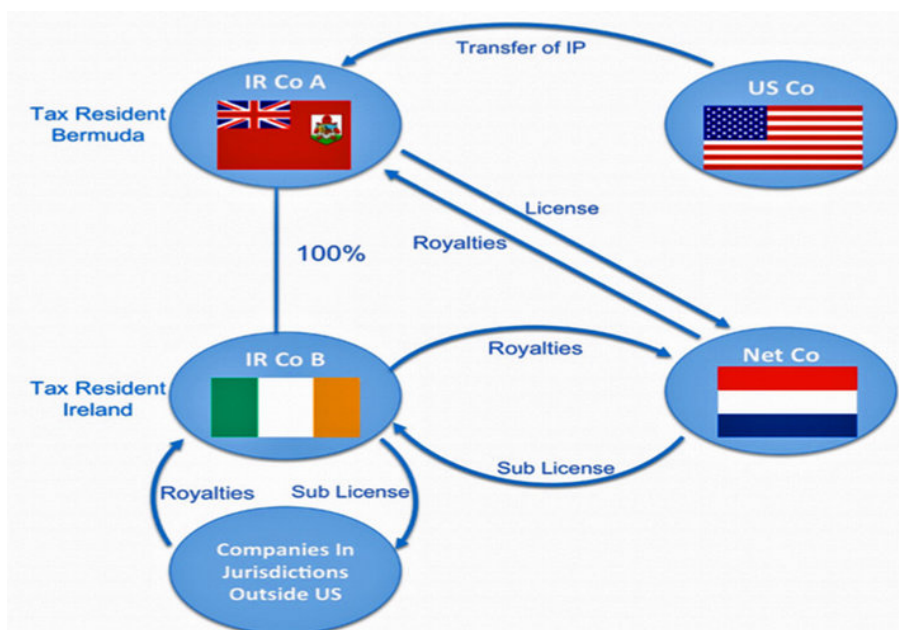 Transfer of IP
IR Co A
US Co
Tax Resident
Bermuda
License
Royalties
100%
IR Co B
Royalties
Net Co
Tax Resident
Ireland
Sub License
Royalties
Sub License
Companies In
Jurisdictions
Outside US